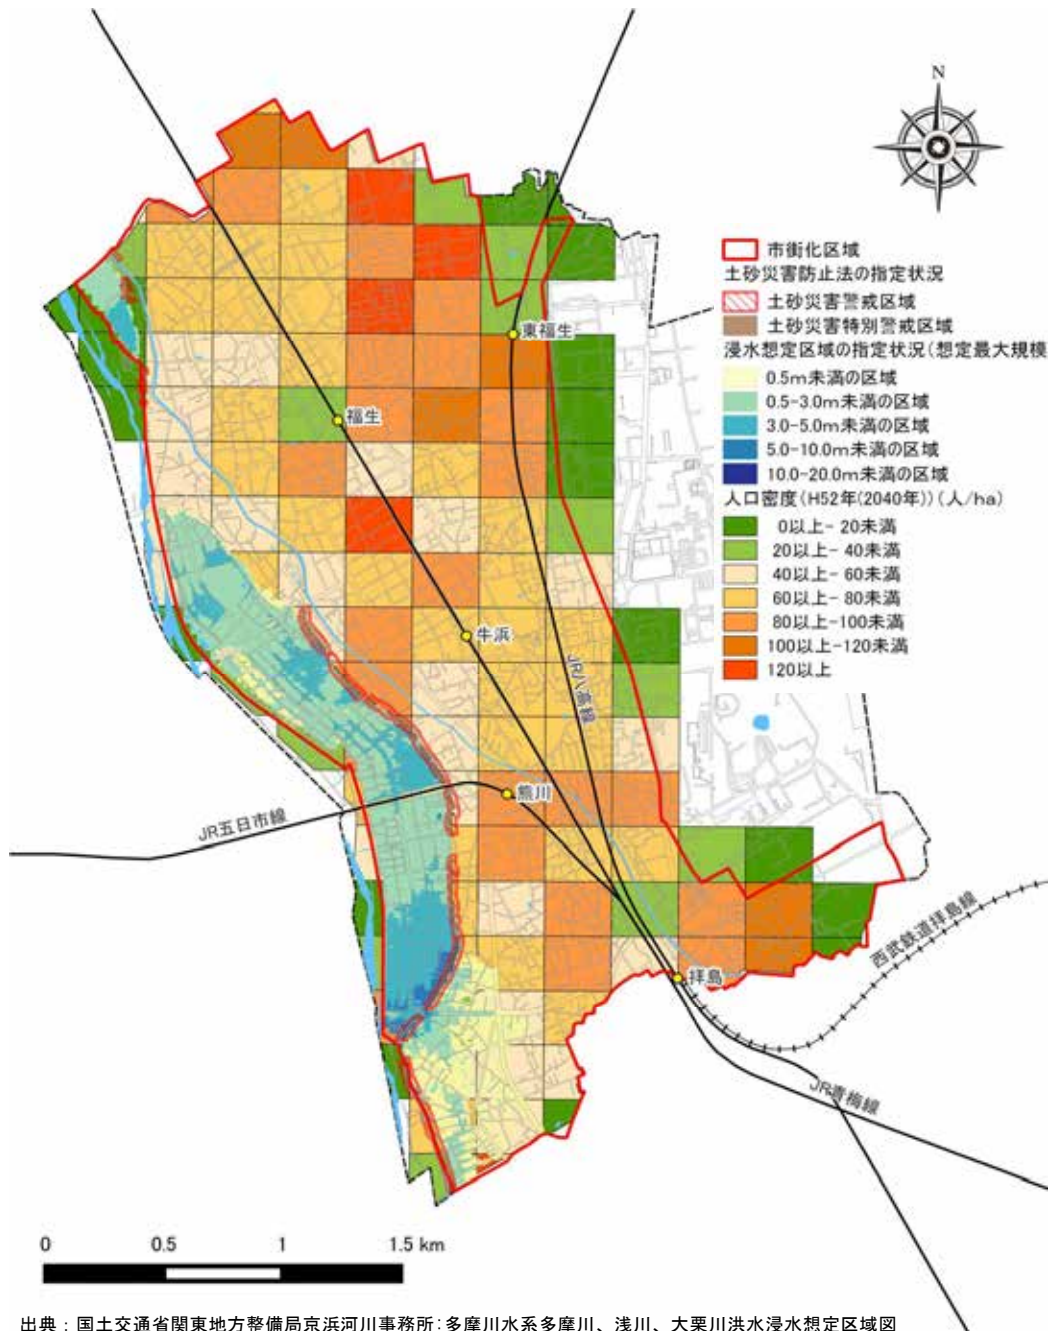 N
市街化区域
土砂災害防止法の指定状況
土砂災害警戒区域
土砂災害特別警戒区域
浸水想定区域の指定状況(想定最大規模
0.5m未満の区域
0.5-3.0m未満の区域
3.0-5.0m未満の区域
5.0-10.0m未満の区域
10.0-20.0m未満の区域
人口密度(H52年(2040年))(人/ha)
0以上-20未満
20以上-40未満
40以上-60未満
60以上-80未満
80以上-100未満
100以上-120未満
120以上
東福生
福生
牛浜
JR八高線
熊川
JR五日市線
西武鉄道拝島線
拝島
JR青梅線
0 0.5 1 1.5 km
出典:国土交通省関東地方整備局京浜河川事務所:多摩川水系多摩川、浅川、大栗川洪水浸水想定区域図